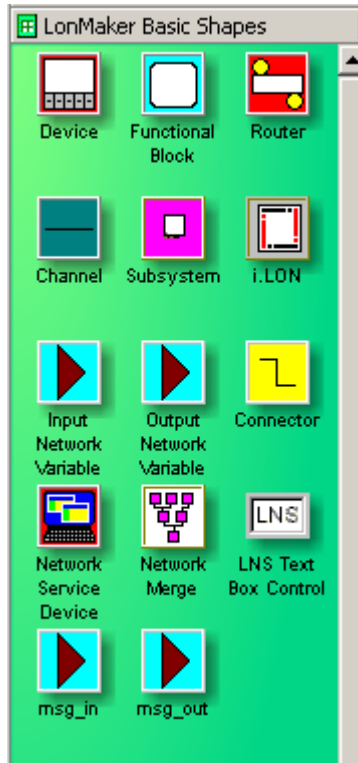 LonMaker Basic Shapes
Device
Functional
Block
Router
Channel
Subsystem
i.LON
Input
Network
Variable
Output
Network
Variable
Connector
Network
Service
Device
Network
Merge
LNS
LNS Text
Box Control
msg_in
msg_out